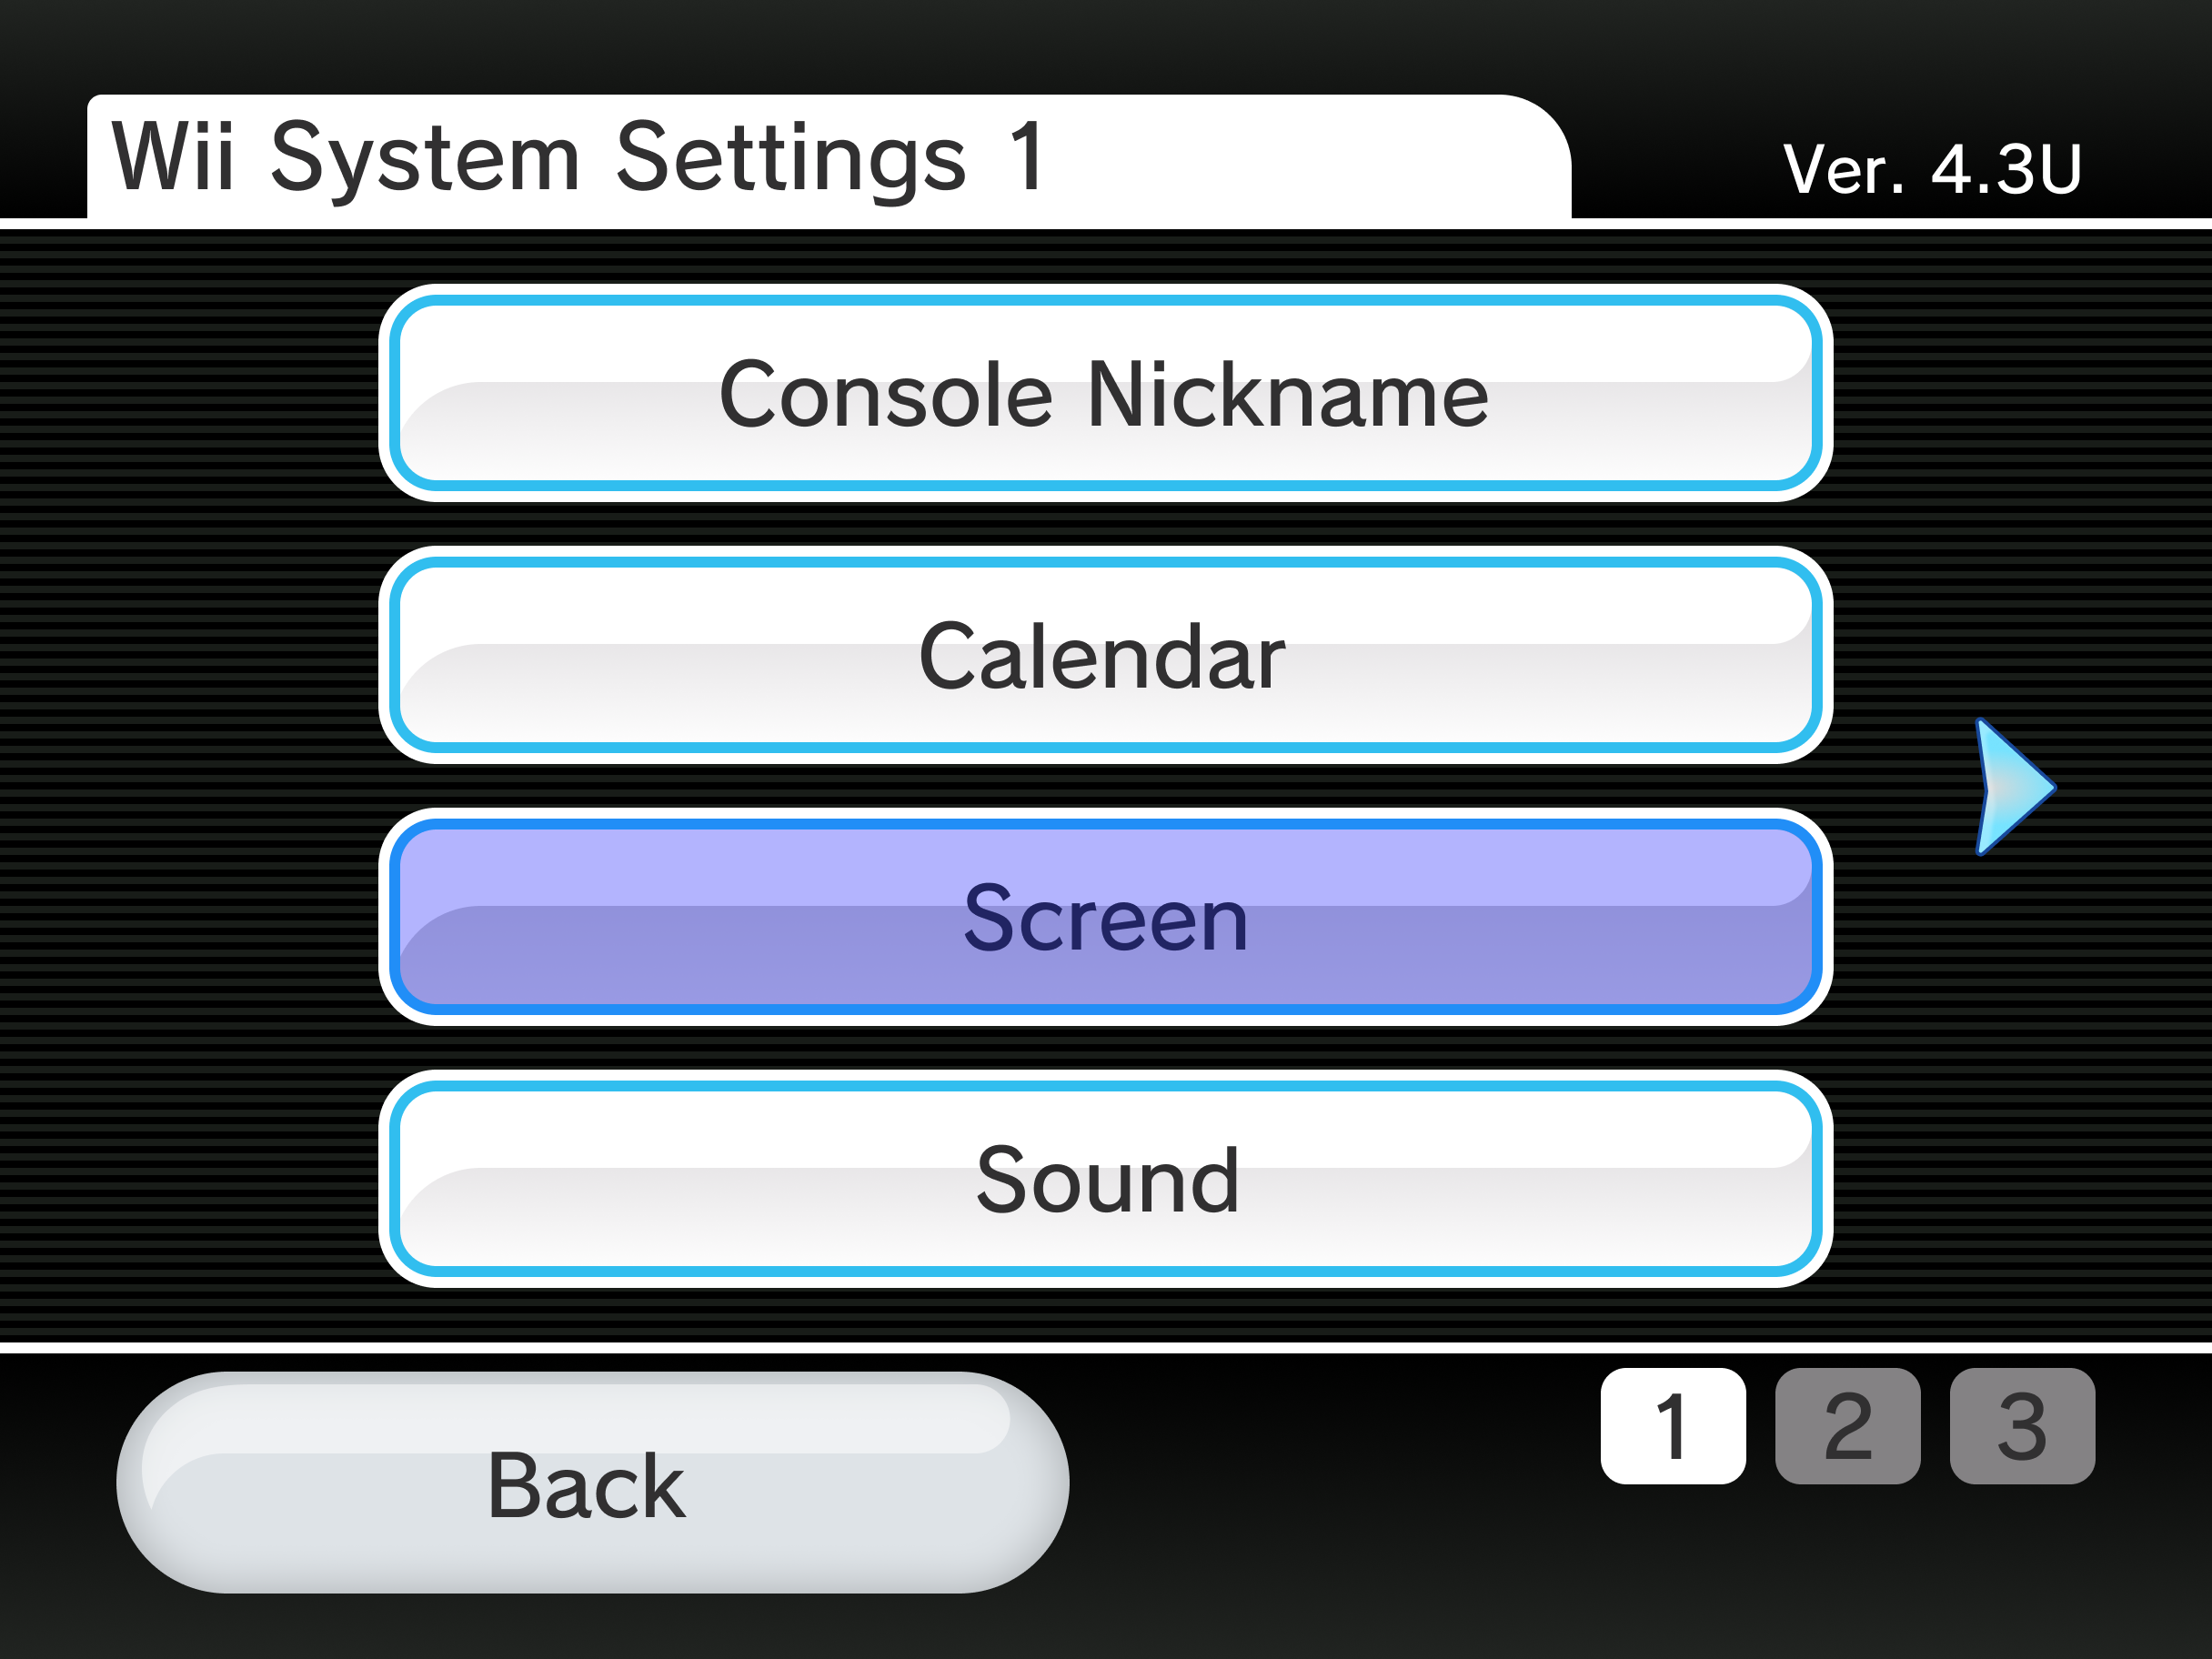 Wii System Settings 1
Ver. 4.3U
Console Nickname
Calendar
Screen
Sound
Back
1 2 3